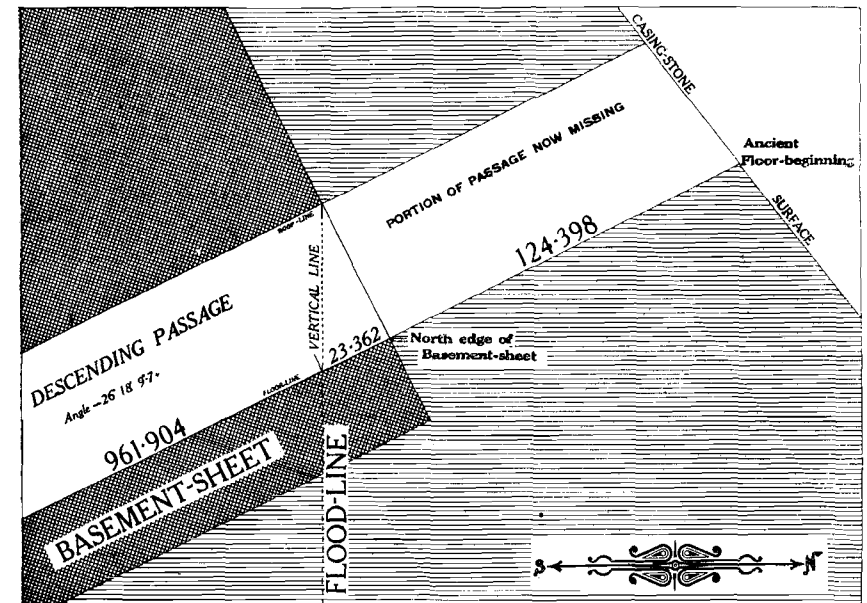 CASING-STONE
SURFACE
Ancient
Floor-beginning
PORTION OF PASSAGE NOW MISSING
124·398
ROOF-LINE
VERTICAL LINE
23·362
North edge of
Basement-sheet
DESCENDING PASSAGE
Angle —26° 18′ 9·7″
961·904
FLOOR-LINE
BASEMENT-SHEET
FLOOD-LINE
S
N